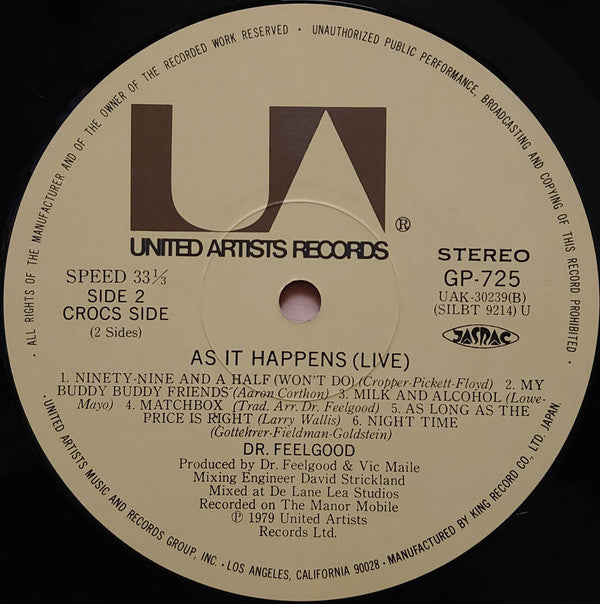 · ALL RIGHTS OF THE MANUFACTURER AND OF THE OWNER OF THE RECORDED WORK RESERVED · UNAUTHORIZED PUBLIC PERFORMANCE, BROADCASTING AND COPYING OF THIS RECORD PROHIBITED ·
UA
®
UNITED ARTISTS RECORDS
SPEED 33⅓
SIDE 2
CROCS SIDE
(2 Sides)
STEREO
GP-725
UAK-30239(B)
(SILBT 9214) U
JASRAC
AS IT HAPPENS (LIVE)
1. NINETY-NINE AND A HALF (WON'T DO) (Cropper-Pickett-Floyd) 2. MY
BUDDY BUDDY FRIENDS (Aaron Corthon) 3. MILK AND ALCOHOL (Lowe-
Mayo) 4. MATCHBOX (Trad. Arr. Dr. Feelgood) 5. AS LONG AS THE
PRICE IS RIGHT (Larry Wallis) 6. NIGHT TIME
(Gottehrer-Fieldman-Goldstein)
DR. FEELGOOD
Produced by Dr. Feelgood & Vic Maile
Mixing Engineer David Strickland
Mixed at De Lane Lea Studios
Recorded on The Manor Mobile
Ⓟ 1979 United Artists
Records Ltd.
· UNITED ARTISTS MUSIC AND RECORDS GROUP, INC. · LOS ANGELES, CALIFORNIA 90028 · MANUFACTURED BY KING RECORD CO., LTD. JAPAN.